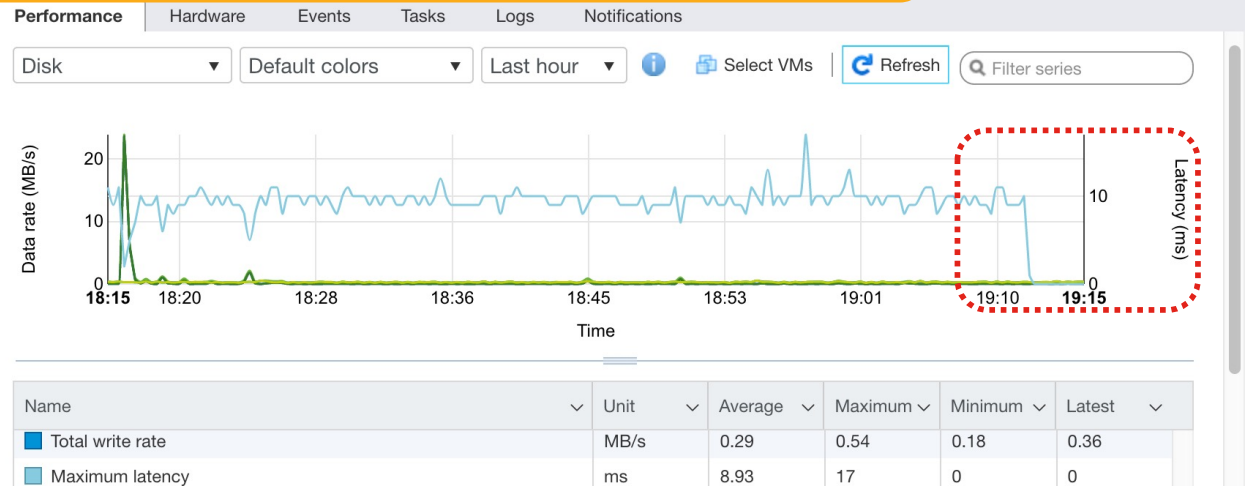 Performance Hardware Events Tasks Logs Notifications
Disk Default colors Last hour Select VMs Refresh Filter series
Data rate (MB/s)
20
10
0
Latency (ms)
10
0
18:15 18:20 18:28 18:36 18:45 18:53 19:01 19:10 19:15
Time
Name Unit Average Maximum Minimum Latest
Total write rate MB/s 0.29 0.54 0.18 0.36
Maximum latency ms 8.93 17 0 0